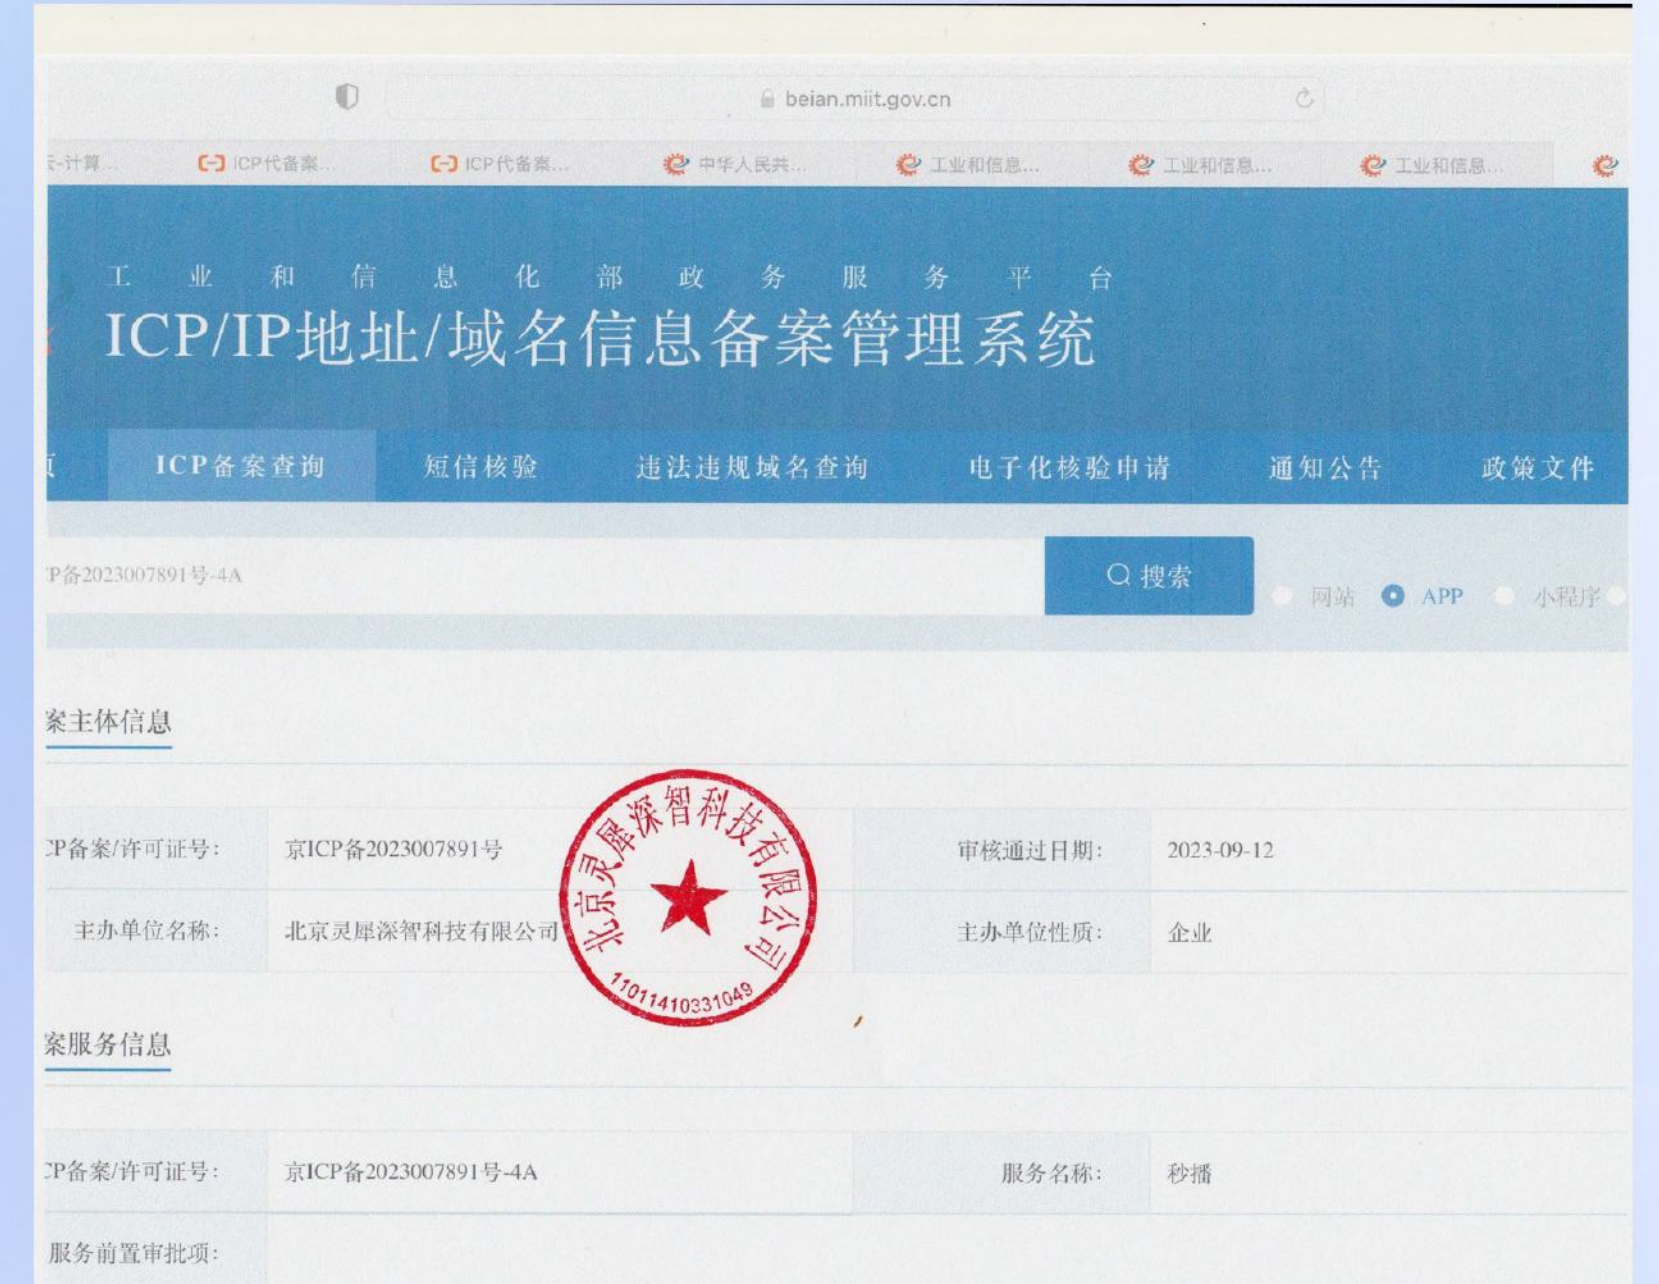 beian.miit.gov.cn
云-计算...
ICP代备案...
ICP代备案...
中华人民共...
工业和信息...
工业和信息...
工业和信息...
工业和信息化部政务服务平台
ICP/IP地址/域名信息备案管理系统
ICP备案查询 短信核验 违法违规域名查询 电子化核验申请 通知公告 政策文件
CP备2023007891号-4A 搜索 网站 APP 小程序
案主体信息
CP备案/许可证号: 京ICP备2023007891号 审核通过日期: 2023-09-12
主办单位名称: 北京灵犀深智科技有限公司 主办单位性质: 企业
北京灵犀深智科技有限公司
11011410331049
案服务信息
CP备案/许可证号: 京ICP备2023007891号-4A 服务名称: 秒播
服务前置审批项: